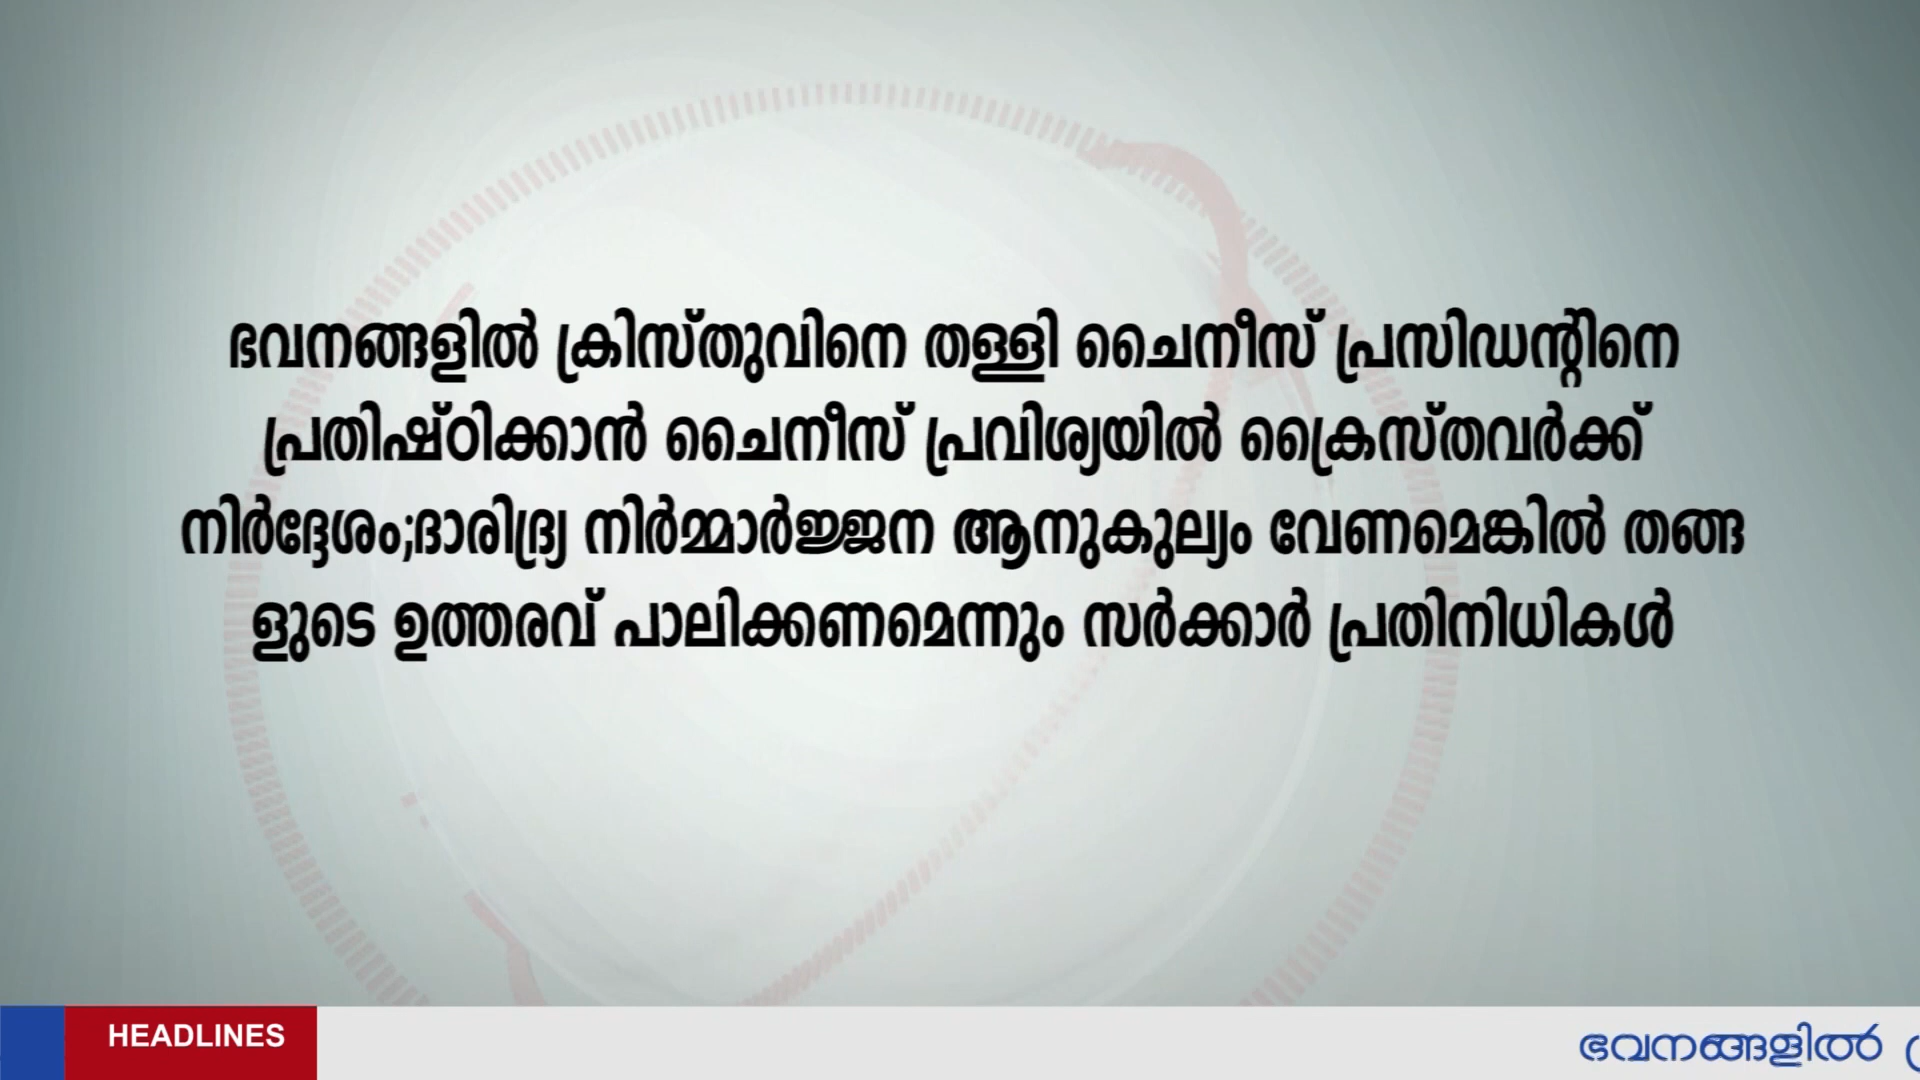 ഭവനങ്ങളിൽ ക്രിസ്തുവിനെ തള്ളി ചൈനീസ് പ്രസിഡന്റിനെ
പ്രതിഷ്ഠിക്കാൻ ചൈനീസ് പ്രവിശ്യയിൽ ക്രൈസ്തവർക്ക്
നിർദ്ദേശം;ദാരിദ്ര്യ നിർമ്മാർജ്ജന ആനുകുല്യം വേണമെങ്കിൽ തങ്ങ
ളുടെ ഉത്തരവ് പാലിക്കണമെന്നും സർക്കാർ പ്രതിനിധികൾ
HEADLINES
ഭവനങ്ങളിൽ